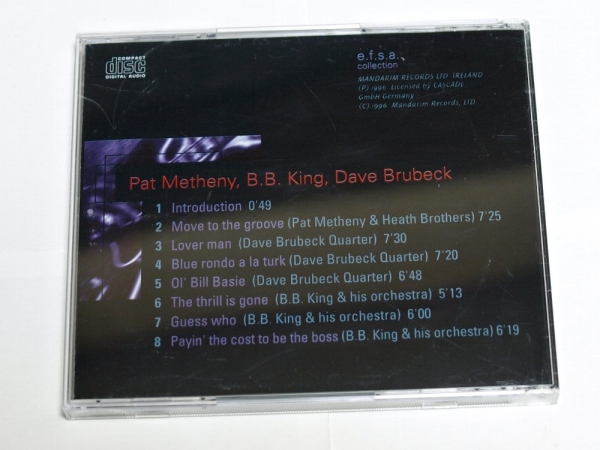 COMPACT
disc
DIGITAL AUDIO
e.f.s.a.
collection
MANDARIM RECORDS LTD IRELAND
(P) 1996 Licensed by CASCADE
GmbH Germany
(C) 1996 Mandarim Records, LTD
Pat Metheny, B.B. King, Dave Brubeck
1 Introduction 0'49
2 Move to the groove (Pat Metheny & Heath Brothers) 7'25
3 Lover man (Dave Brubeck Quarter) 7'30
4 Blue rondo a la turk (Dave Brubeck Quarter) 7'20
5 Ol' Bill Basie (Dave Brubeck Quarter) 6'48
6 The thrill is gone (B.B. King & his orchestra) 5'13
7 Guess who (B.B. King & his orchestra) 6'00
8 Payin' the cost to be the boss (B.B. King & his orchestra) 6'19